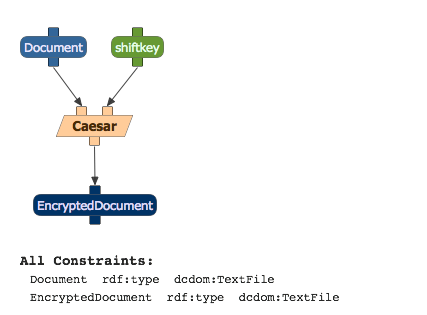 Document shiftkey
Caesar
EncryptedDocument
All Constraints:
Document rdf:type dcdom:TextFile
EncryptedDocument rdf:type dcdom:TextFile